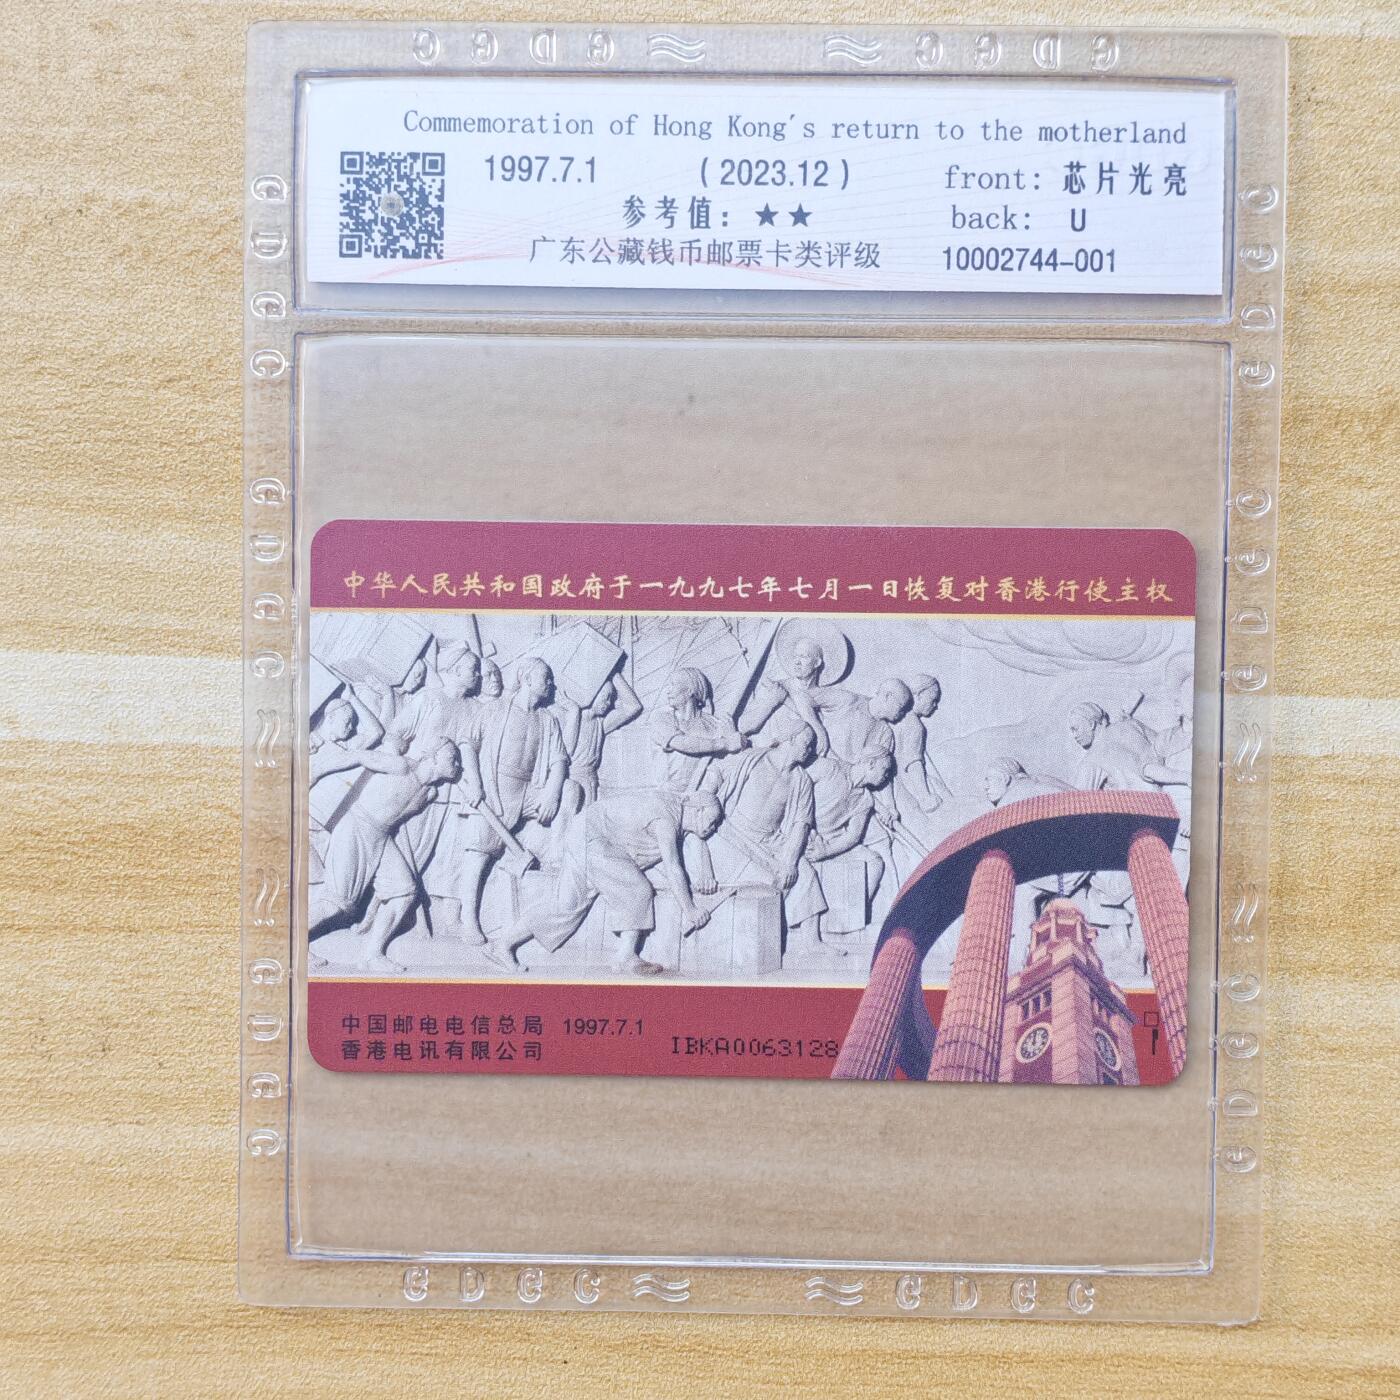 GDGC GDGC
Commemoration of Hong Kong's return to the motherland
1997.7.1 (2023.12) front: 芯片光亮
参考值：★★ back: U
广东公藏钱币邮票卡类评级 10002744-001
中华人民共和国政府于一九九七年七月一日恢复对香港行使主权
中国邮电电信总局 1997.7.1
香港电讯有限公司 IBKA0063128
GDGC GDGC